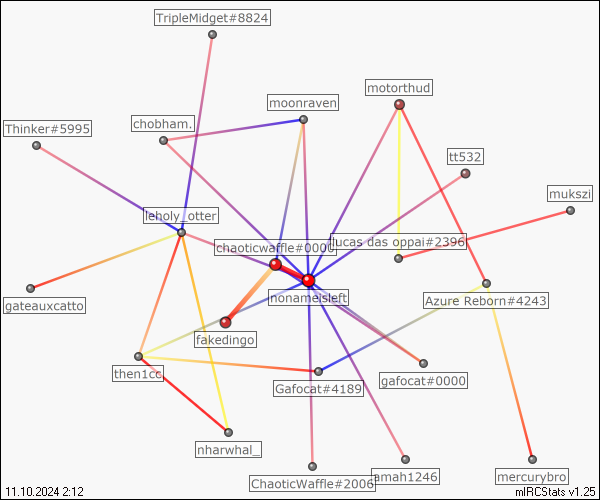 TripleMidget#8824
motorthud
moonraven
chobham.
Thinker#5995
tt532
mukszi
leholy_otter
lucas das oppai#2396
chaoticwaffle#0000
nonameisleft
Azure Reborn#4243
gateauxcatto
fakedingo
then1cc
gafocat#0000
Gafocat#4189
nharwhal_
ChaoticWaffle#2006
amah1246
mercurybro
11.10.2024 2:12
mIRCStats v1.25